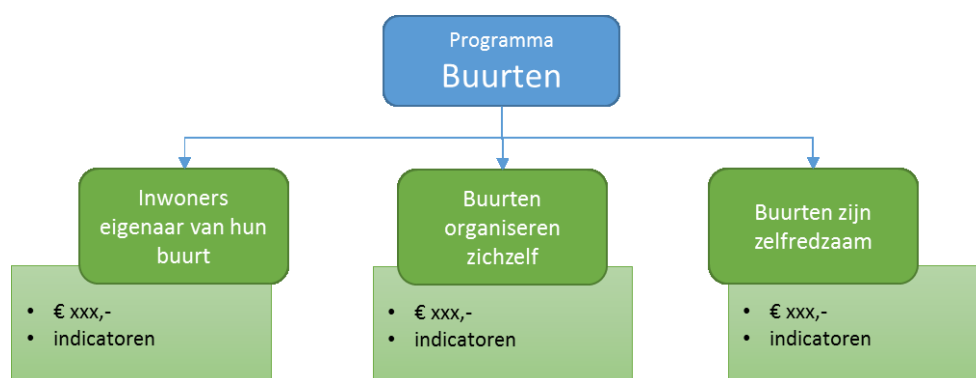 Programma
Buurten
Inwoners
eigenaar van hun
buurt
• € xxx,-
• indicatoren
Buurten
organiseren
zichzelf
• € xxx,-
• indicatoren
Buurten zijn
zelfredzaam
• € xxx,-
• indicatoren